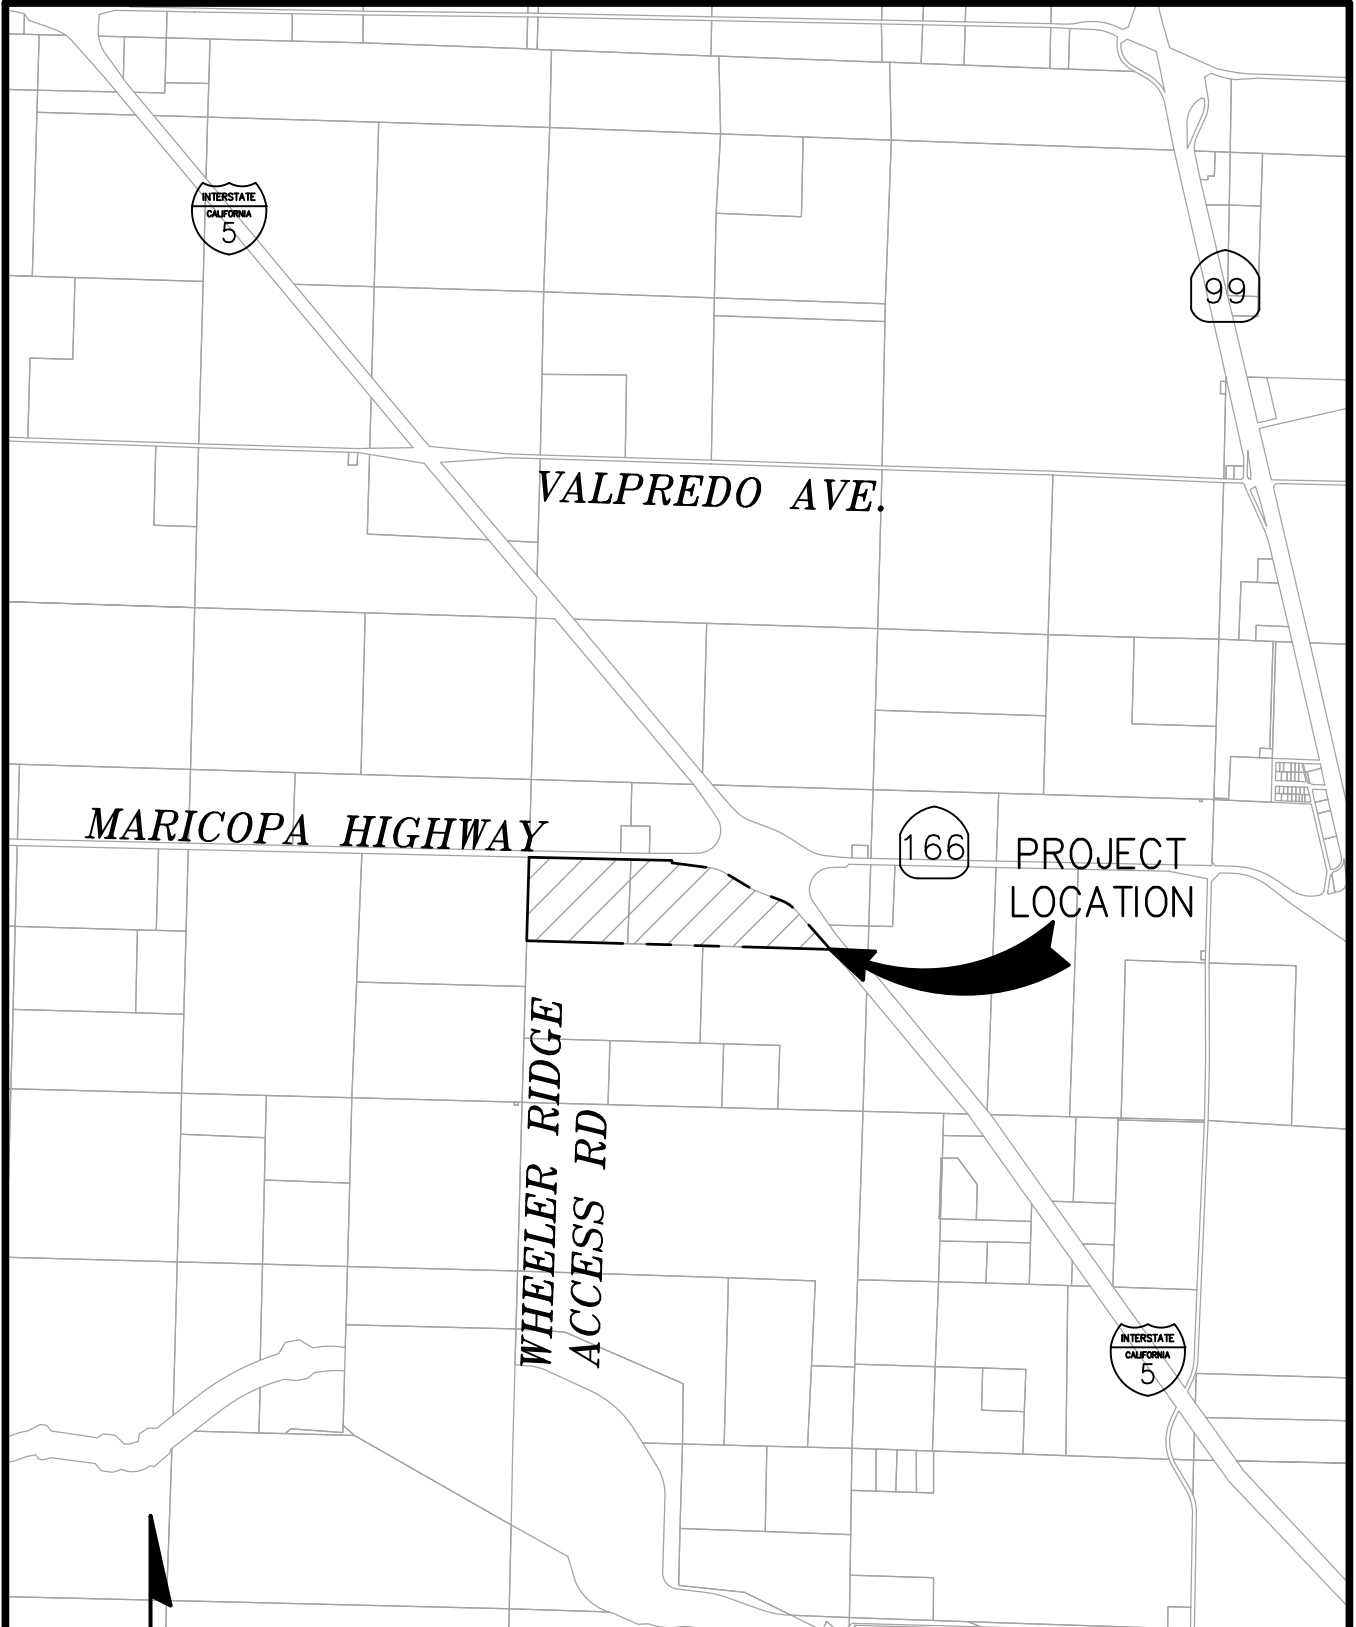 INTERSTATE
CALIFORNIA
5
99
VALPREDO AVE.
MARICOPA HIGHWAY
166
PROJECT
LOCATION
WHEELER RIDGE
ACCESS RD
INTERSTATE
CALIFORNIA
5